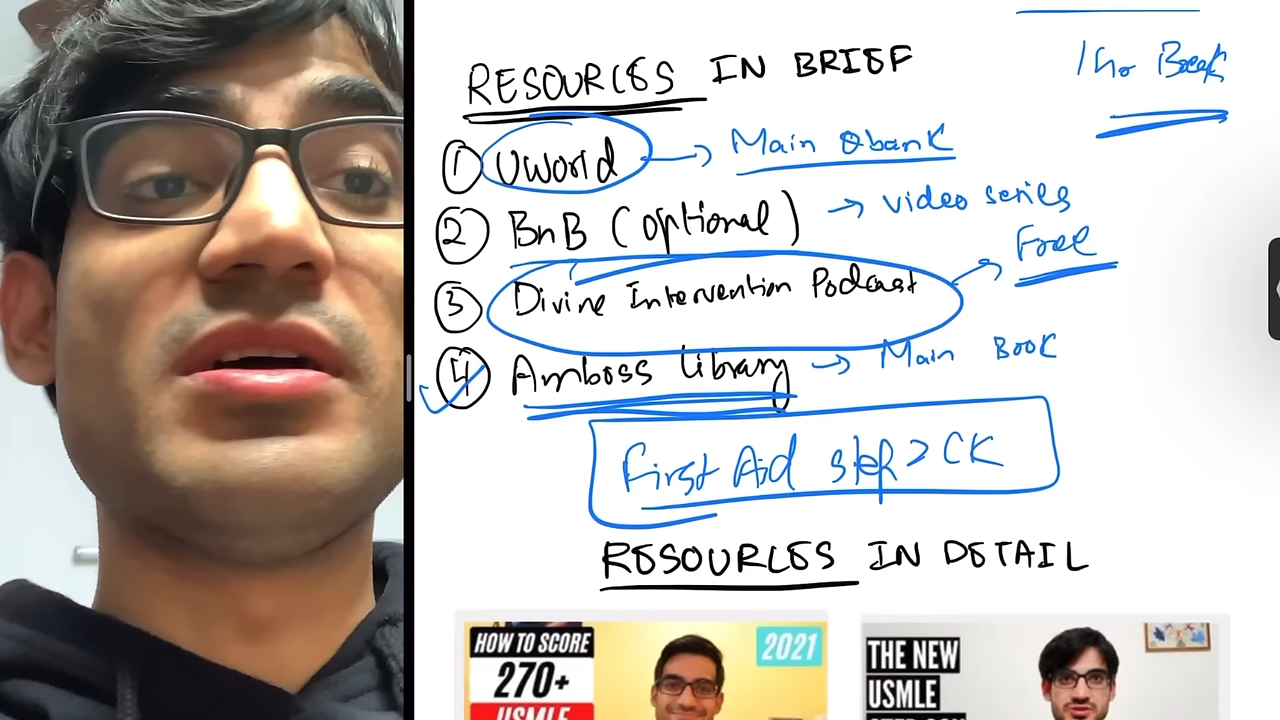 RESOURCES IN BRIEF
1 UWorld → Main Qbank
2 BnB (optional) → video series
3 Divine Intervention Podcast → Free
4 Amboss Library → Main Book
First Aid step 2 CK
RESOURCES IN DETAIL
HOW TO SCORE
270+
USMLE
2021
THE NEW
USMLE